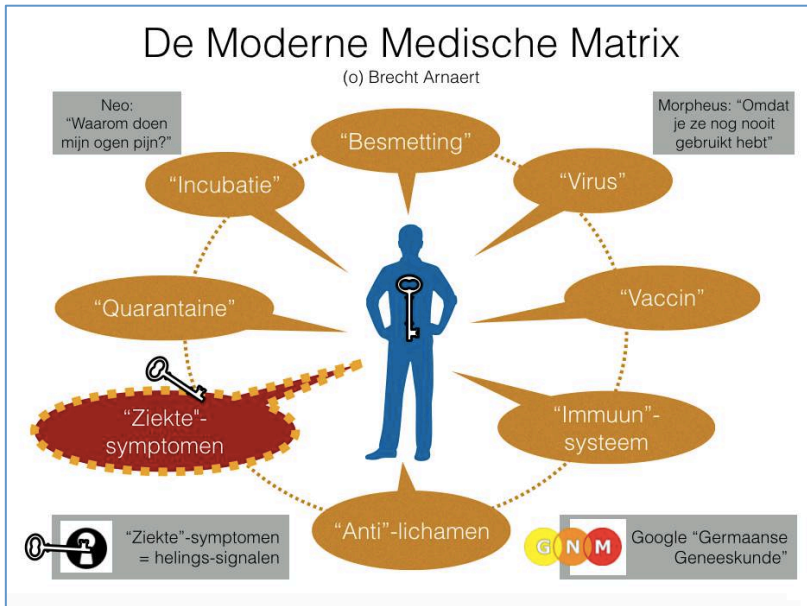 De Moderne Medische Matrix
(o) Brecht Arnaert
Neo:
“Waarom doen
mijn ogen pijn?”
Morpheus: “Omdat
je ze nog nooit
gebruikt hebt”
“Besmetting”
“Incubatie”
“Virus”
“Quarantaine”
“Vaccin”
“Ziekte"-
symptomen
“Immuun”-
systeem
“Anti”-lichamen
“Ziekte”-symptomen
= helings-signalen
G N M
Google “Germaanse
Geneeskunde”